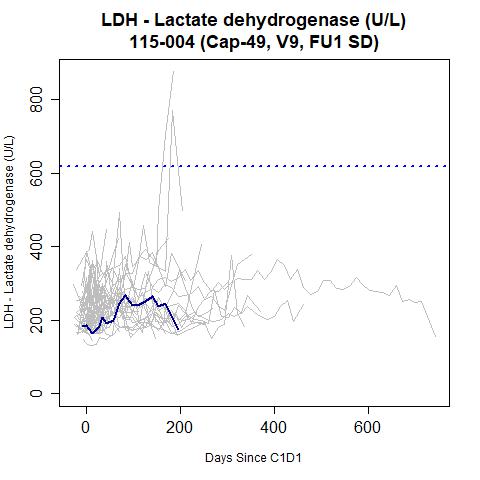 LDH - Lactate dehydrogenase (U/L)
115-004 (Cap-49, V9, FU1 SD)
LDH - Lactate dehydrogenase (U/L)
800
600
400
200
0
0 200 400 600
Days Since C1D1